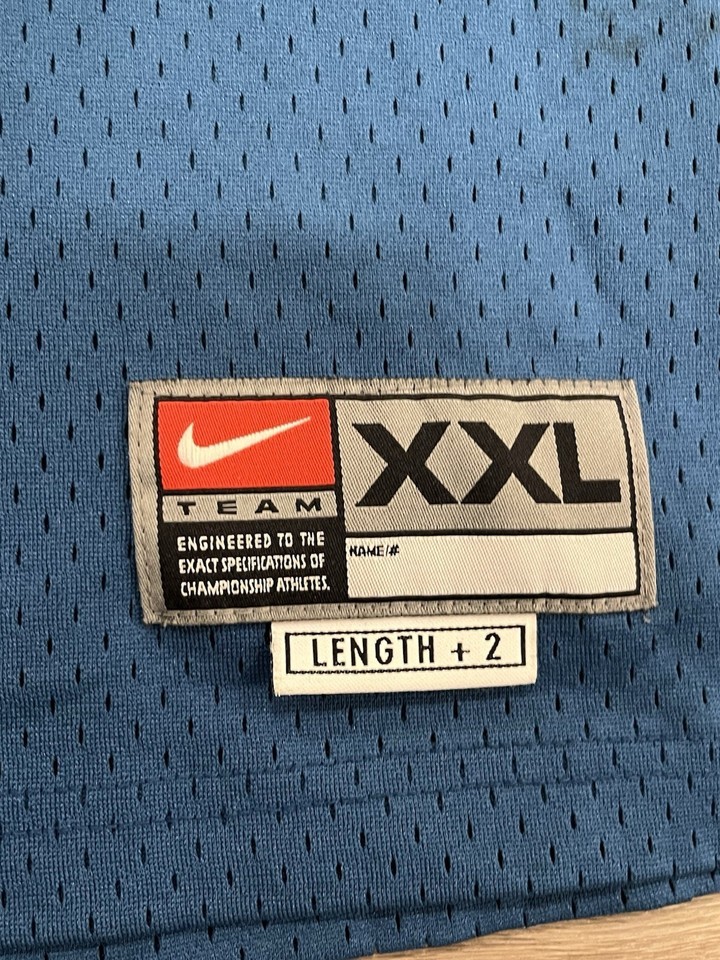 XXL
TEAM
ENGINEERED TO THE
EXACT SPECIFICATIONS OF
CHAMPIONSHIP ATHLETES.
NAME/#
LENGTH + 2